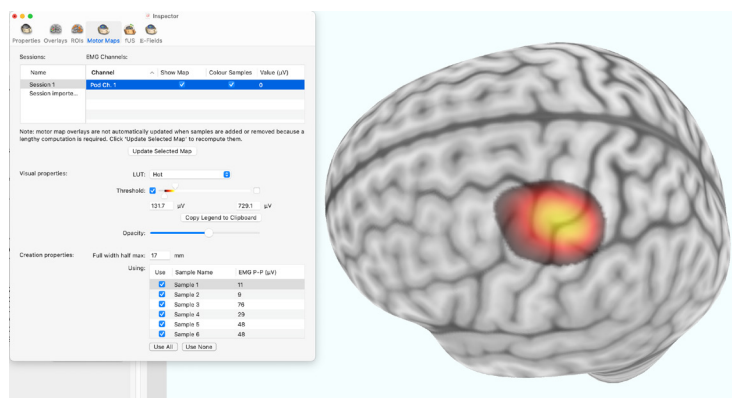 Inspector
Properties Overlays ROIs Motor Maps fUS E-Fields
Sessions: EMG Channels:
Name Channel Show Map Colour Samples Value (µV)
Session 1 Pod Ch. 1 0
Session importe...
Note: motor map overlays are not automatically updated when samples are added or removed because a
lengthy computation is required. Click 'Update Selected Map' to recompute them.
Update Selected Map
Visual properties: LUT: Hot
Threshold:
131.7 µV 729.1 µV
Copy Legend to Clipboard
Opacity:
Creation properties: Full width half max: 17 mm
Using: Use Sample Name EMG P-P (µV)
Sample 1 11
Sample 2 9
Sample 3 76
Sample 4 29
Sample 5 48
Sample 6 48
Use All Use None